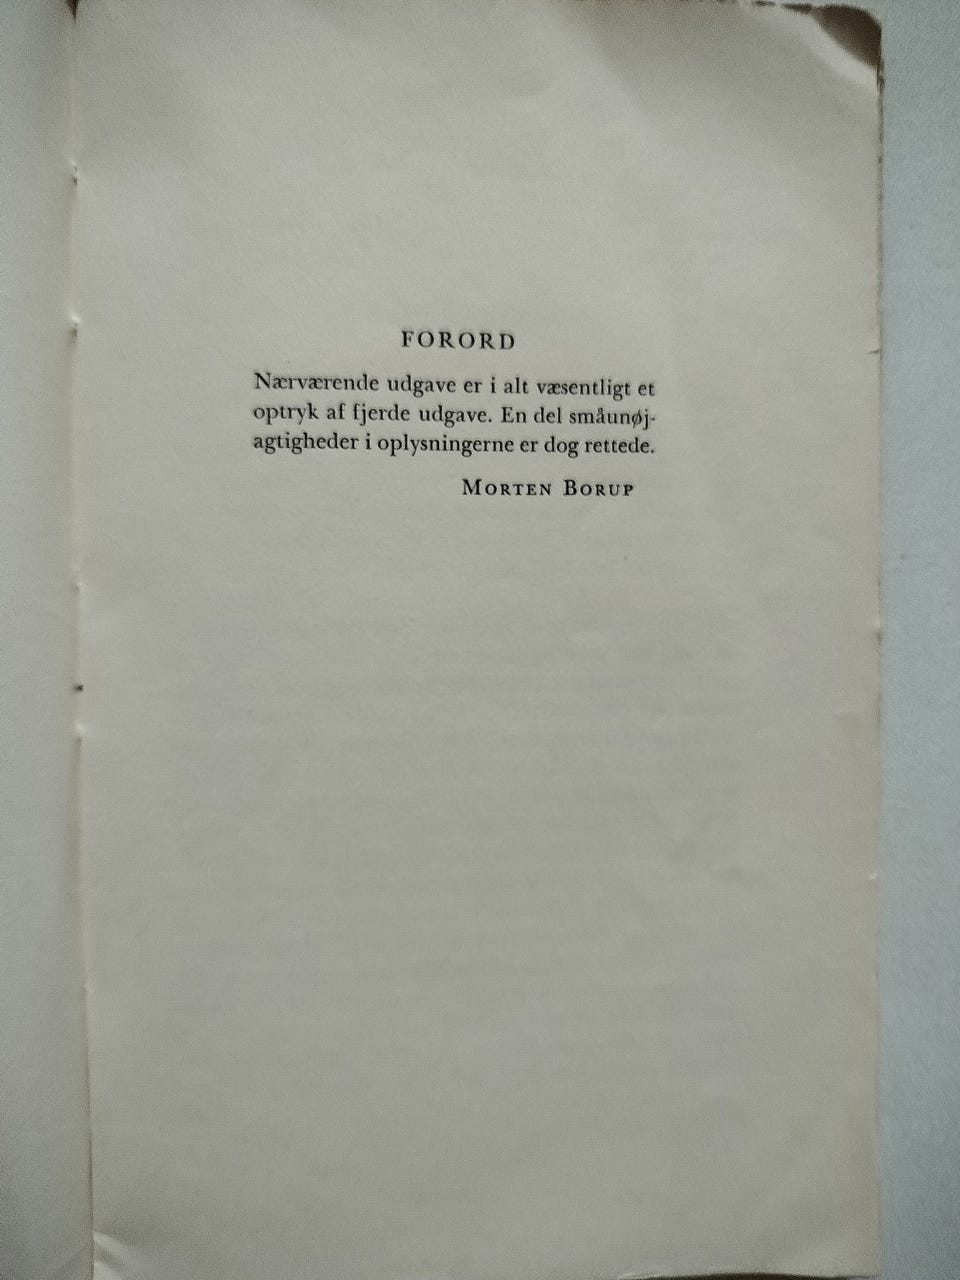 FORORD
Nærværende udgave er i alt væsentligt et
optryk af fjerde udgave. En del småunøj-
agtigheder i oplysningerne er dog rettede.
MORTEN BORUP